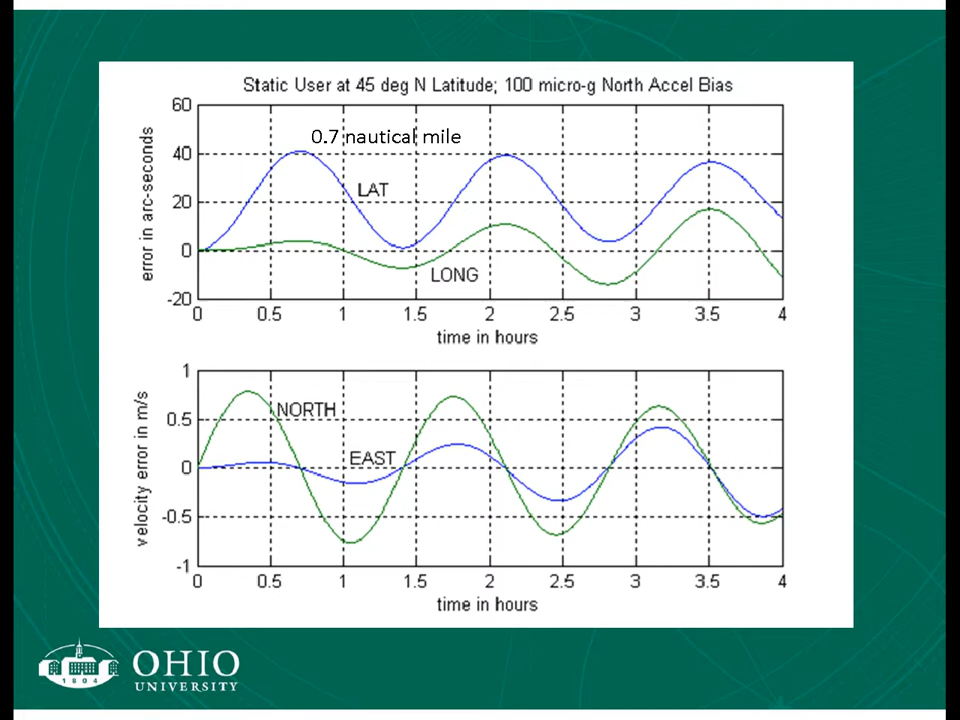 Static User at 45 deg N Latitude; 100 micro-g North Accel Bias
error in arc-seconds
60
40
20
0
-20
0.7 nautical mile
LAT
LONG
0 0.5 1 1.5 2 2.5 3 3.5 4
time in hours
velocity error in m/s
1
0.5
0
-0.5
-1
NORTH
EAST
0 0.5 1 1.5 2 2.5 3 3.5 4
time in hours
1804
OHIO
UNIVERSITY